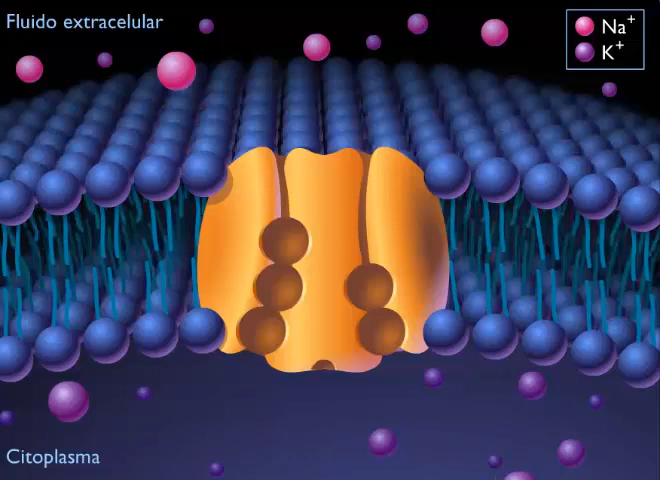 Fluido extracelular
Na⁺
K⁺
Citoplasma